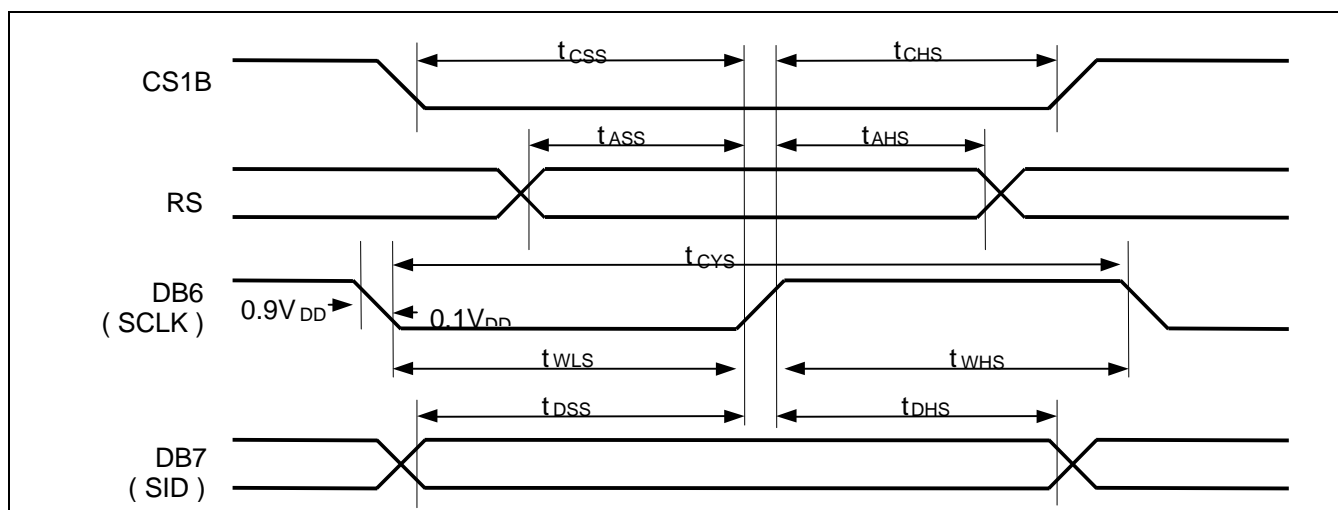 tCSS tCHS
CS1B
tASS tAHS
RS
tCYS
DB6
( SCLK )
0.9VDD 0.1VDD
tWLS tWHS
tDSS tDHS
DB7
( SID )